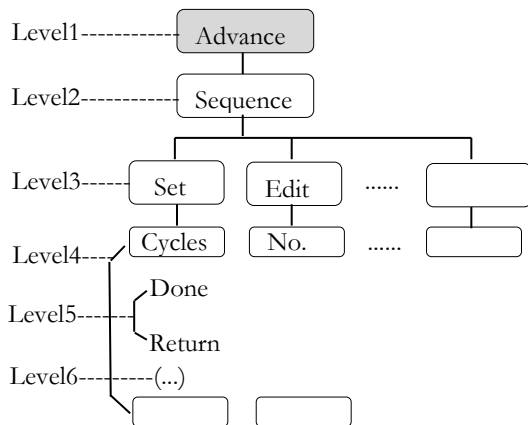 Level1 Advance
Level2 Sequence
Level3 Set Edit ......
Level4 Cycles No. ......
Done
Level5
Return
Level6 (...)